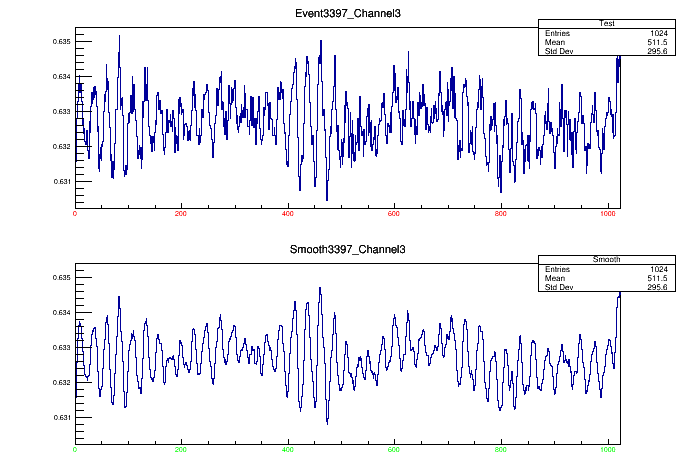 Event3397_Channel3
Test
Entries 1024
Mean 511.5
Std Dev 295.6
0.635
0.634
0.633
0.632
0.631
0 200 400 600 800 1000
Smooth3397_Channel3
Smooth
Entries 1024
Mean 511.5
Std Dev 295.6
0.635
0.634
0.633
0.632
0.631
0 200 400 600 800 1000